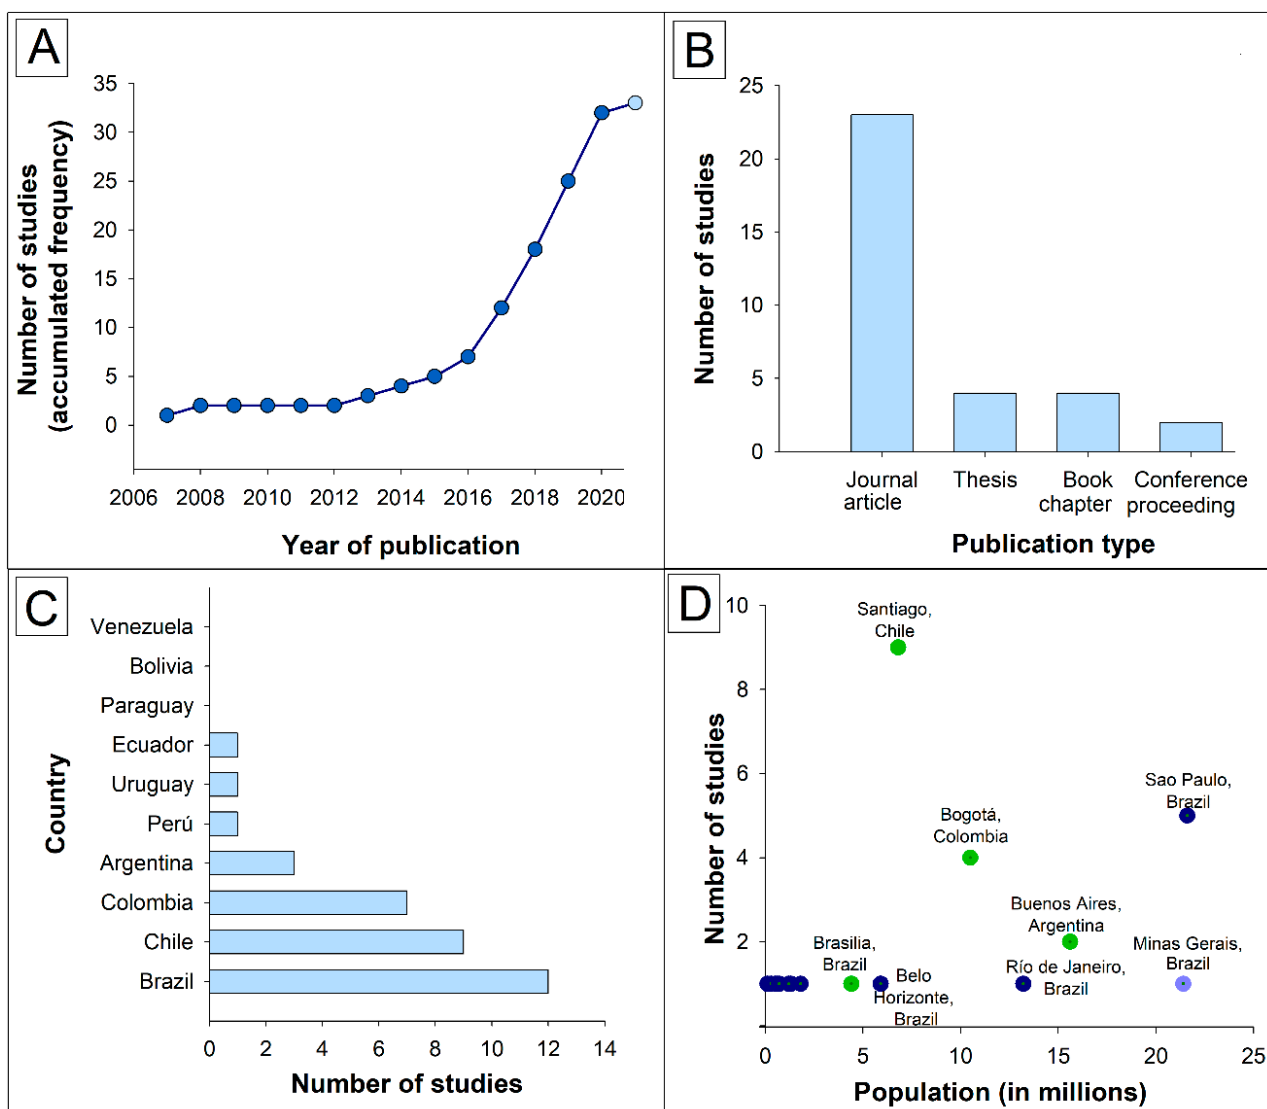 A
Number of studies
(accumulated frequency)
35
30
25
20
15
10
5
0
2006 2008 2010 2012 2014 2016 2018 2020
Year of publication
B
Number of studies
25
20
15
10
5
0
Journal
article
Thesis
Book
chapter
Conference
proceeding
Publication type
C
Country
Venezuela
Bolivia
Paraguay
Ecuador
Uruguay
Perú
Argentina
Colombia
Chile
Brazil
0 2 4 6 8 10 12 14
Number of studies
D
Number of studies
10
8
6
4
2
Santiago,
Chile
Sao Paulo,
Brazil
Bogotá,
Colombia
Buenos Aires,
Argentina
Brasilia,
Brazil
Belo
Horizonte,
Brazil
Río de Janeiro,
Brazil
Minas Gerais,
Brazil
0 5 10 15 20 25
Population (in millions)